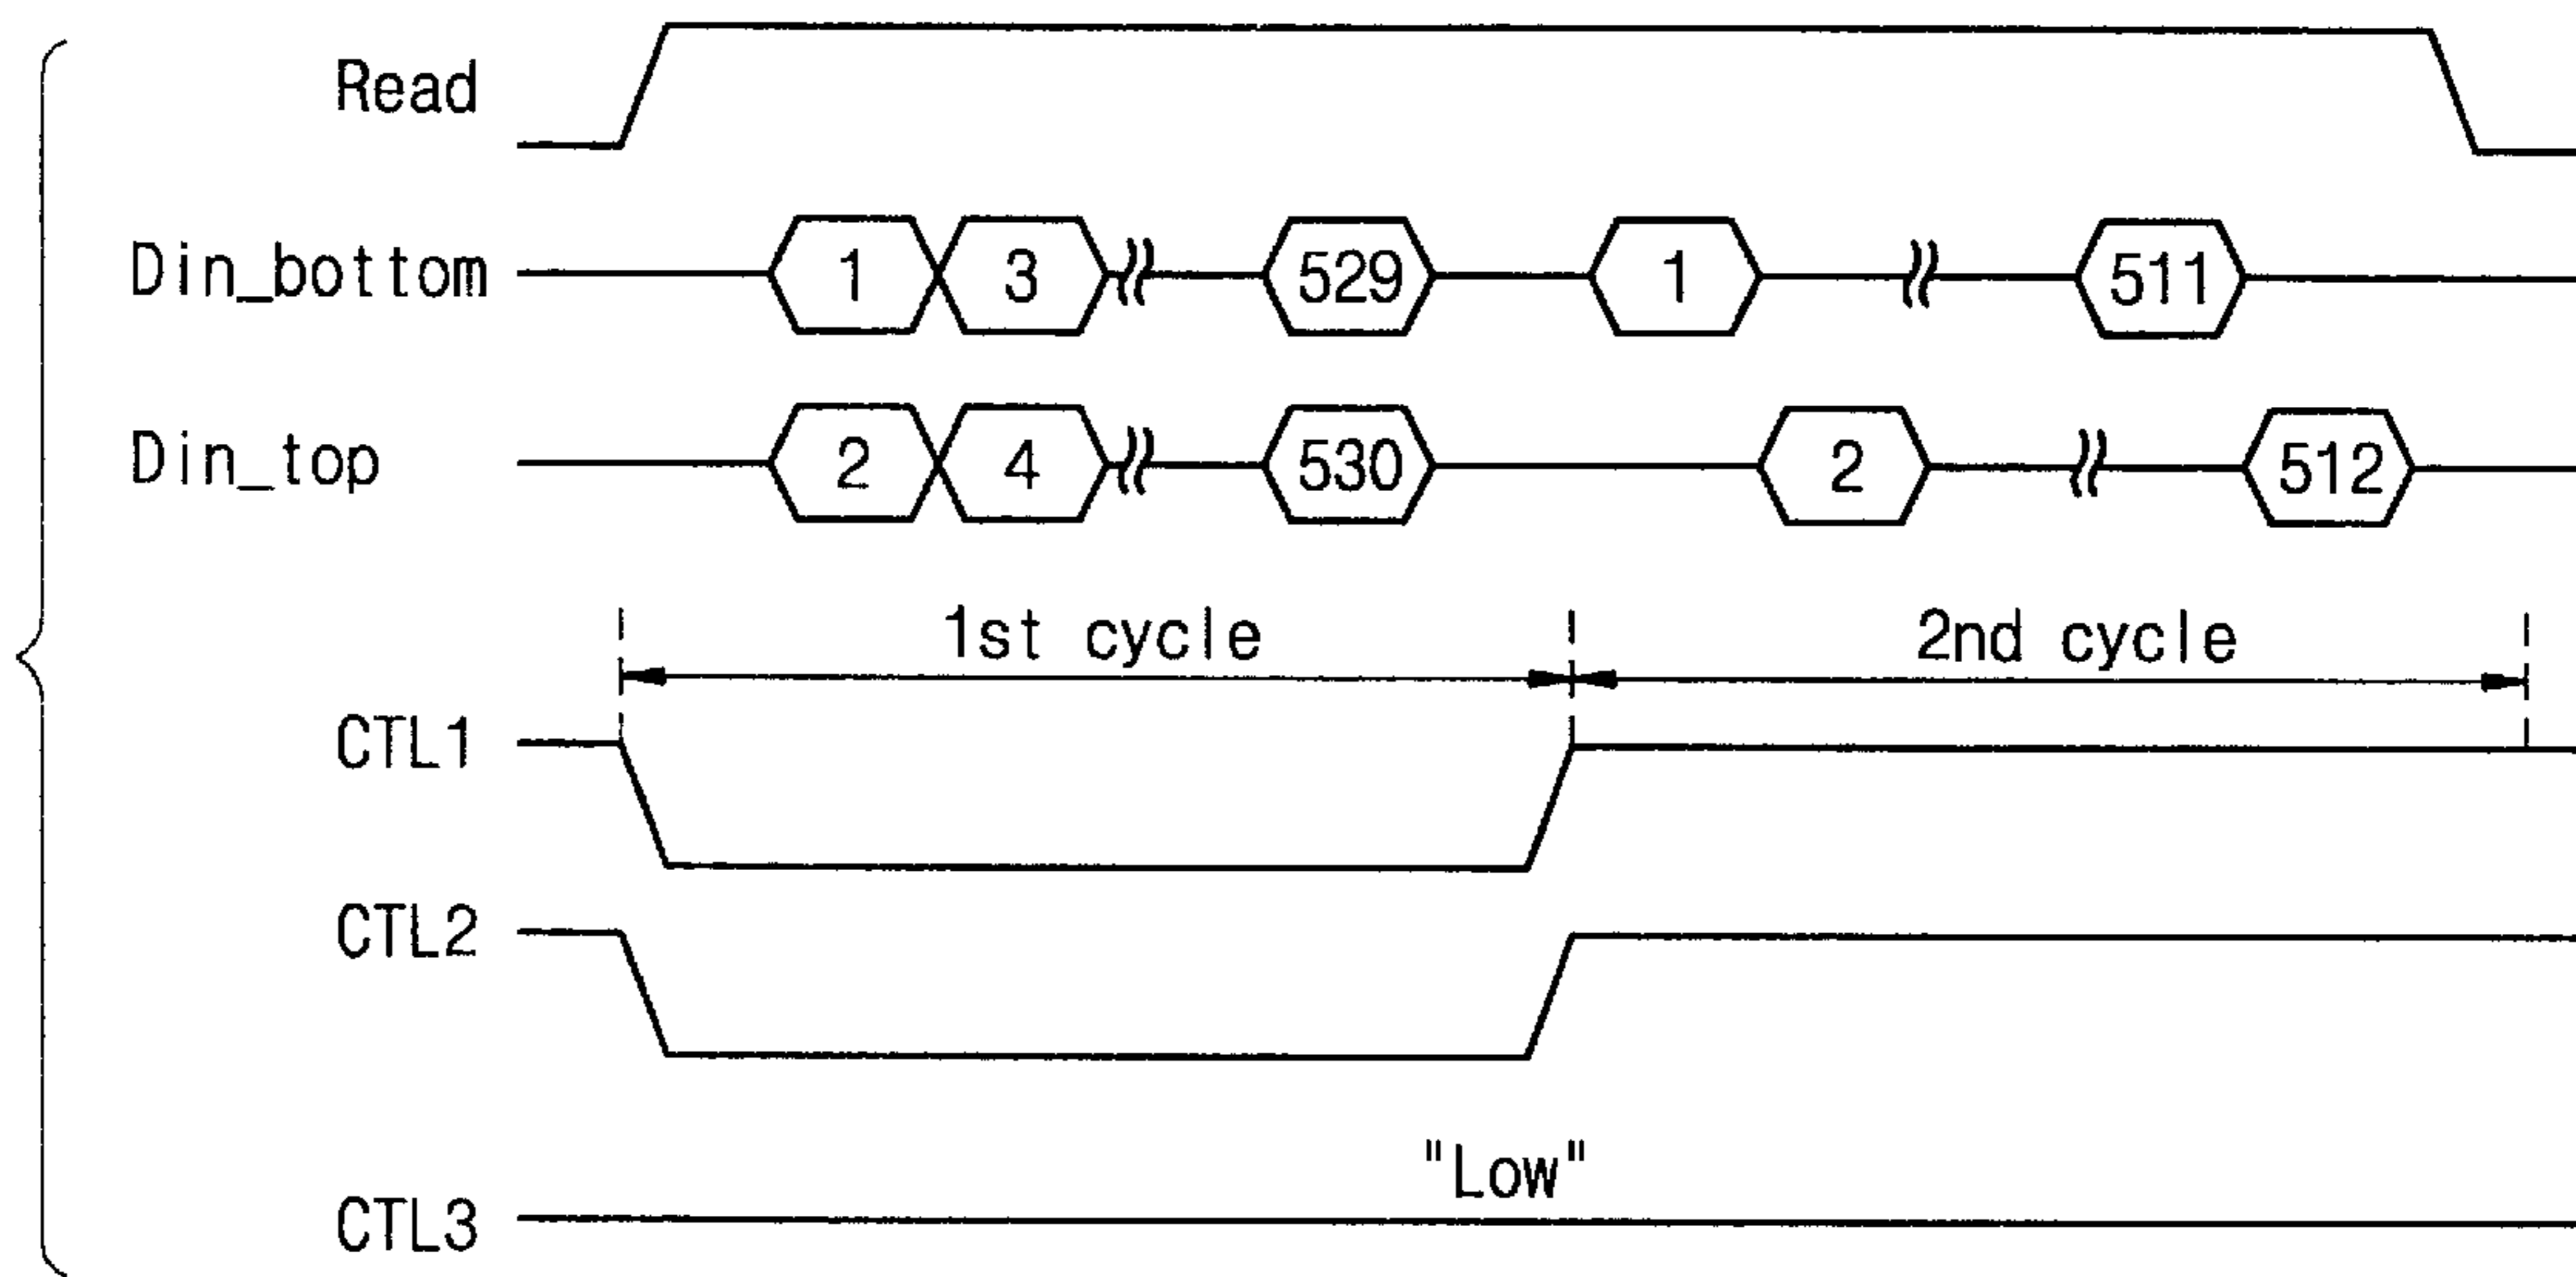 Read
Din_bottom 1 3 529 1 511
Din_top 2 4 530 2 512
1st cycle 2nd cycle
CTL1
CTL2
"Low"
CTL3